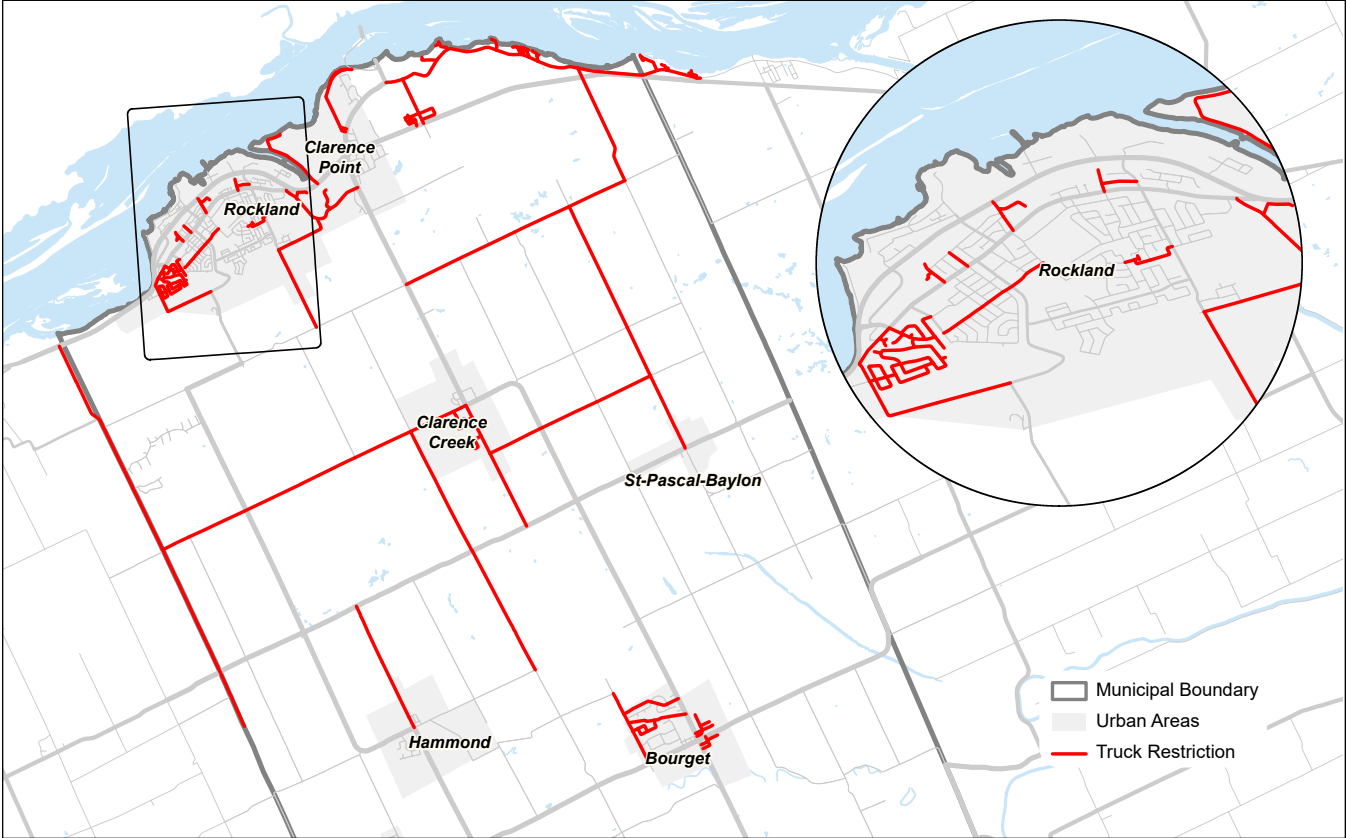 Clarence
Point
Rockland
Rockland
Clarence
Creek
St-Pascal-Baylon
Hammond
Bourget
Municipal Boundary
Urban Areas
Truck Restriction